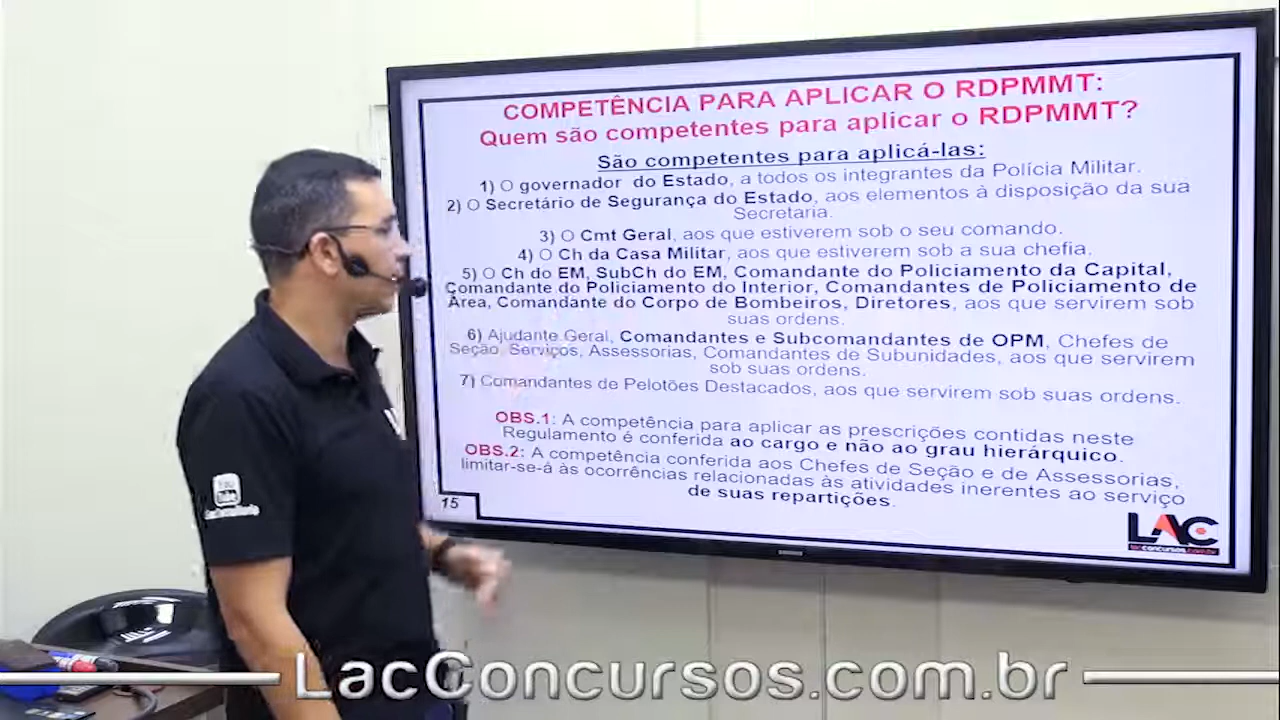 COMPETÊNCIA PARA APLICAR O RDPMMT:
Quem são competentes para aplicar o RDPMMT?
São competentes para aplicá-las:
1) O governador do Estado, a todos os integrantes da Polícia Militar.
2) O Secretário de Segurança do Estado, aos elementos à disposição da sua
Secretaria.
3) O Cmt Geral, aos que estiverem sob o seu comando.
4) O Ch da Casa Militar, aos que estiverem sob a sua chefia.
5) O Ch do EM, SubCh do EM, Comandante do Policiamento da Capital,
Comandante do Policiamento do Interior, Comandantes de Policiamento de
Área, Comandante do Corpo de Bombeiros, Diretores, aos que servirem sob
suas ordens.
6) Ajudante Geral, Comandantes e Subcomandantes de OPM, Chefes de
Seção, Serviços, Assessorias, Comandantes de Subunidades, aos que servirem
sob suas ordens.
7) Comandantes de Pelotões Destacados, aos que servirem sob suas ordens.
OBS.1: A competência para aplicar as prescrições contidas neste
Regulamento é conferida ao cargo e não ao grau hierárquico.
OBS.2: A competência conferida aos Chefes de Seção e de Assessorias,
limitar-se-á às ocorrências relacionadas às atividades inerentes ao serviço
de suas repartições.
15
LAC
lacconcursos.com.br
You
Tube
LacConcursos.com.br